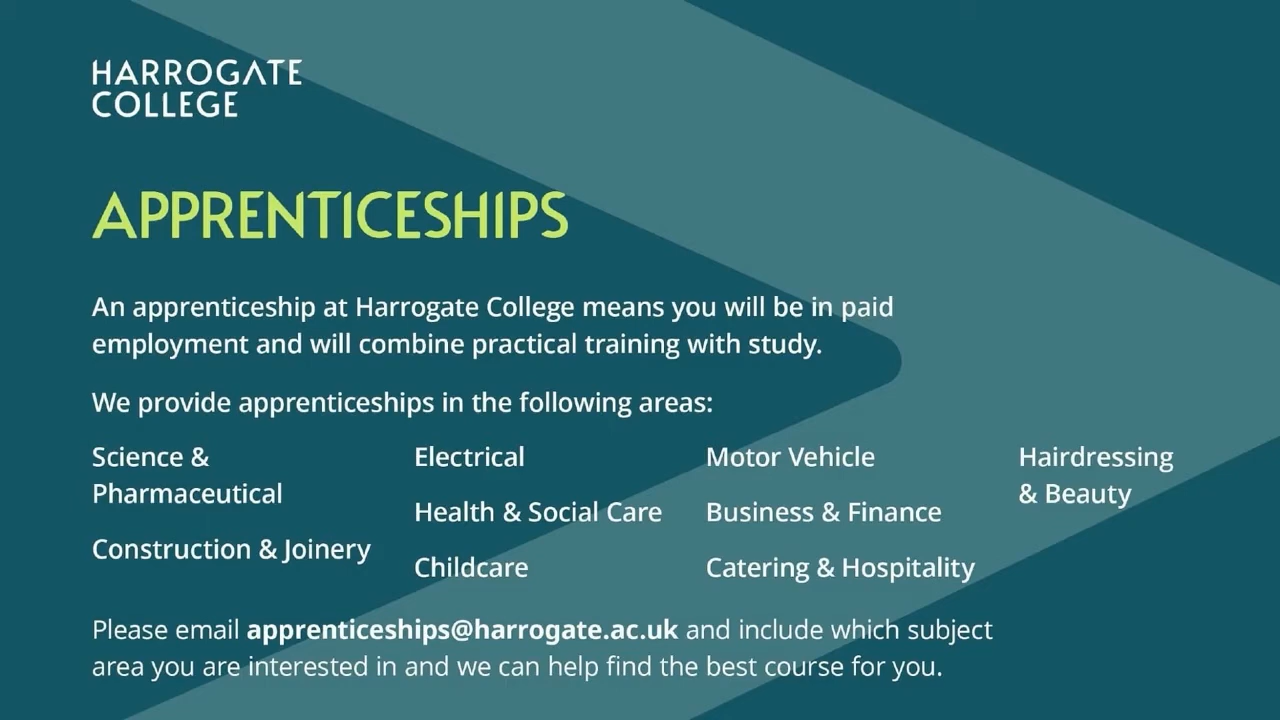 HARROGATE
COLLEGE
APPRENTICESHIPS
An apprenticeship at Harrogate College means you will be in paid
employment and will combine practical training with study.
We provide apprenticeships in the following areas:
Science &
Pharmaceutical
Construction & Joinery
Electrical
Health & Social Care
Childcare
Motor Vehicle
Business & Finance
Catering & Hospitality
Hairdressing
& Beauty
Please email apprenticeships@harrogate.ac.uk and include which subject
area you are interested in and we can help find the best course for you.